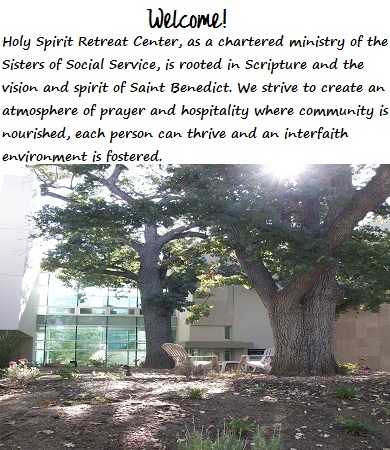 Welcome!
Holy Spirit Retreat Center, as a chartered ministry of the
Sisters of Social Service, is rooted in Scripture and the
vision and spirit of Saint Benedict. We strive to create an
atmosphere of prayer and hospitality where community is
nourished, each person can thrive and an interfaith
environment is fostered.